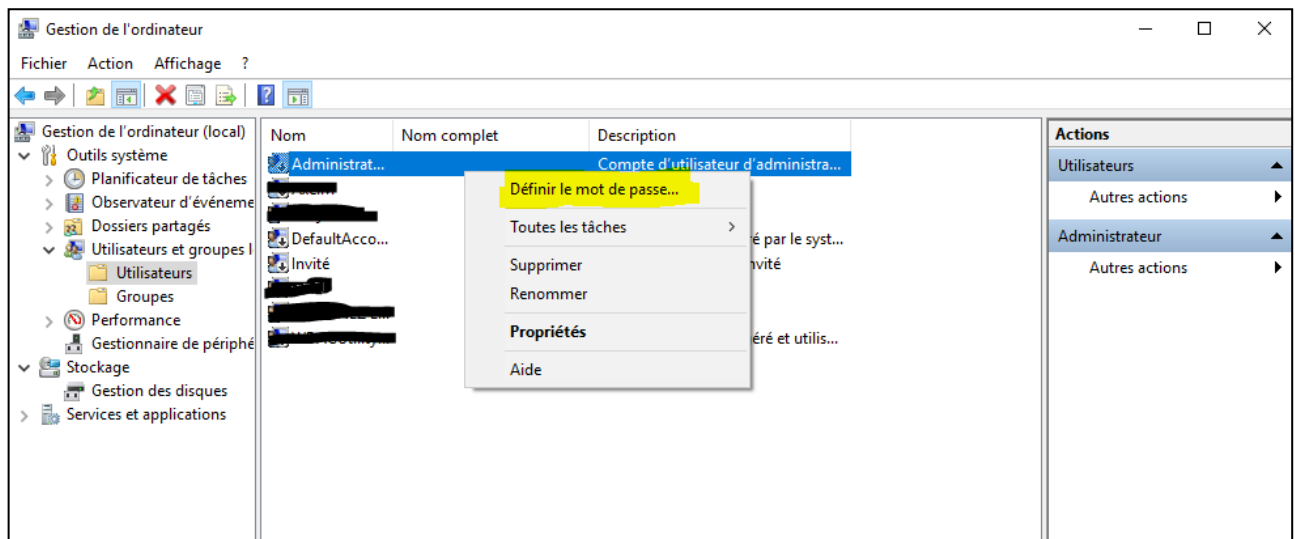 Gestion de l'ordinateur
Fichier Action Affichage ?
Gestion de l'ordinateur (local)
Outils système
Planificateur de tâches
Observateur d'événeme
Dossiers partagés
Utilisateurs et groupes l
Utilisateurs
Groupes
Performance
Gestionnaire de périphé
Stockage
Gestion des disques
Services et applications
Nom Nom complet Description
Administrat... Compte d'utilisateur d'administra...
DefaultAcco... ré par le syst...
Invité nvité
éré et utilis...
Définir le mot de passe...
Toutes les tâches
Supprimer
Renommer
Propriétés
Aide
Actions
Utilisateurs
Autres actions
Administrateur
Autres actions